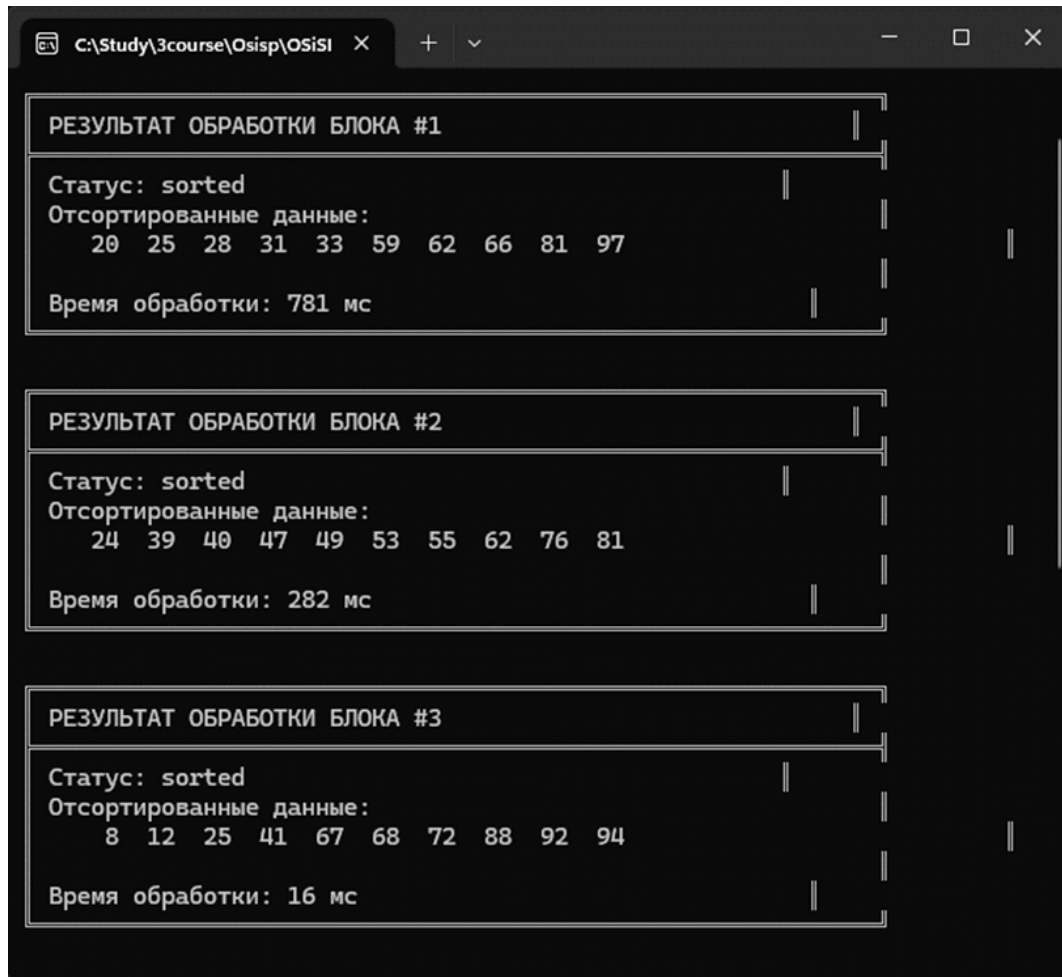 C:\Study\3course\Osisp\OSiSI
РЕЗУЛЬТАТ ОБРАБОТКИ БЛОКА #1
Статус: sorted
Отсортированные данные:
20 25 28 31 33 59 62 66 81 97
Время обработки: 781 мс
РЕЗУЛЬТАТ ОБРАБОТКИ БЛОКА #2
Статус: sorted
Отсортированные данные:
24 39 40 47 49 53 55 62 76 81
Время обработки: 282 мс
РЕЗУЛЬТАТ ОБРАБОТКИ БЛОКА #3
Статус: sorted
Отсортированные данные:
8 12 25 41 67 68 72 88 92 94
Время обработки: 16 мс